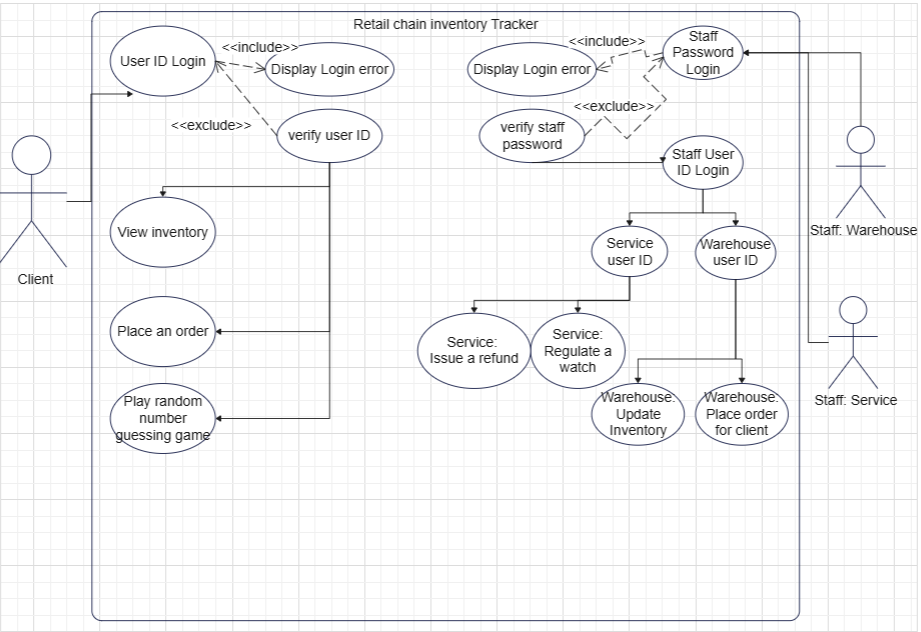 Retail chain inventory Tracker
User ID Login
<<include>>
Display Login error
<<exclude>>
verify user ID
View inventory
Place an order
Play random
number
guessing game
Client
Display Login error
<<include>>
Staff
Password
Login
<<exclude>>
verify staff
password
Staff User
ID Login
Service
user ID
Warehouse
user ID
Service:
Issue a refund
Service:
Regulate a
watch
Warehouse:
Update
Inventory
Warehouse:
Place order
for client
Staff: Warehouse
Staff: Service